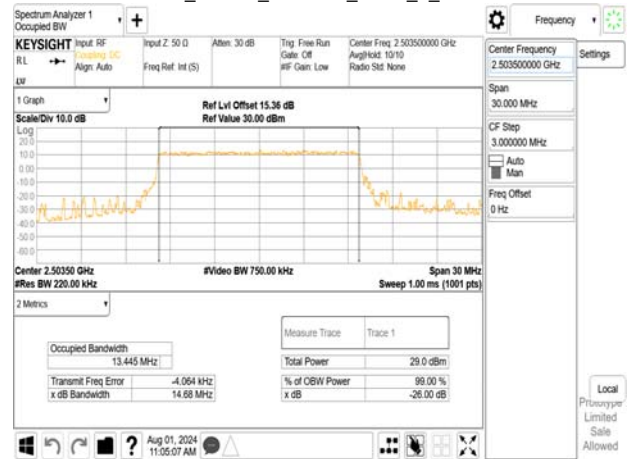 Spectrum Analyzer 1
Occupied BW
+
Frequency
KEYSIGHT
RL
Input: RF
Coupling: DC
Align: Auto
Input Z: 50 Ω
Freq Ref: Int (S)
Atten: 30 dB
Trig: Free Run
Gate: Off
#IF Gain: Low
Center Freq: 2.503500000 GHz
Avg|Hold: 10/10
Radio Std: None
Center Frequency
2.503500000 GHz
Settings
Span
30.000 MHz
CF Step
3.000000 MHz
Auto
Man
Freq Offset
0 Hz
1 Graph
Scale/Div 10.0 dB
Ref Lvl Offset 15.36 dB
Ref Value 30.00 dBm
Log
20.0
10.0
0.00
-10.0
-20.0
-30.0
-40.0
-50.0
-60.0
Center 2.50350 GHz
#Res BW 220.00 kHz
#Video BW 750.00 kHz
Span 30 MHz
Sweep 1.00 ms (1001 pts)
2 Metrics
Measure Trace Trace 1
Occupied Bandwidth
13.445 MHz
Total Power 29.0 dBm
Transmit Freq Error -4.064 kHz
% of OBW Power 99.00 %
x dB Bandwidth 14.68 MHz
x dB -26.00 dB
Local
Prototype
Limited
Sale
Allowed
?
Aug 01, 2024
11:05:07 AM